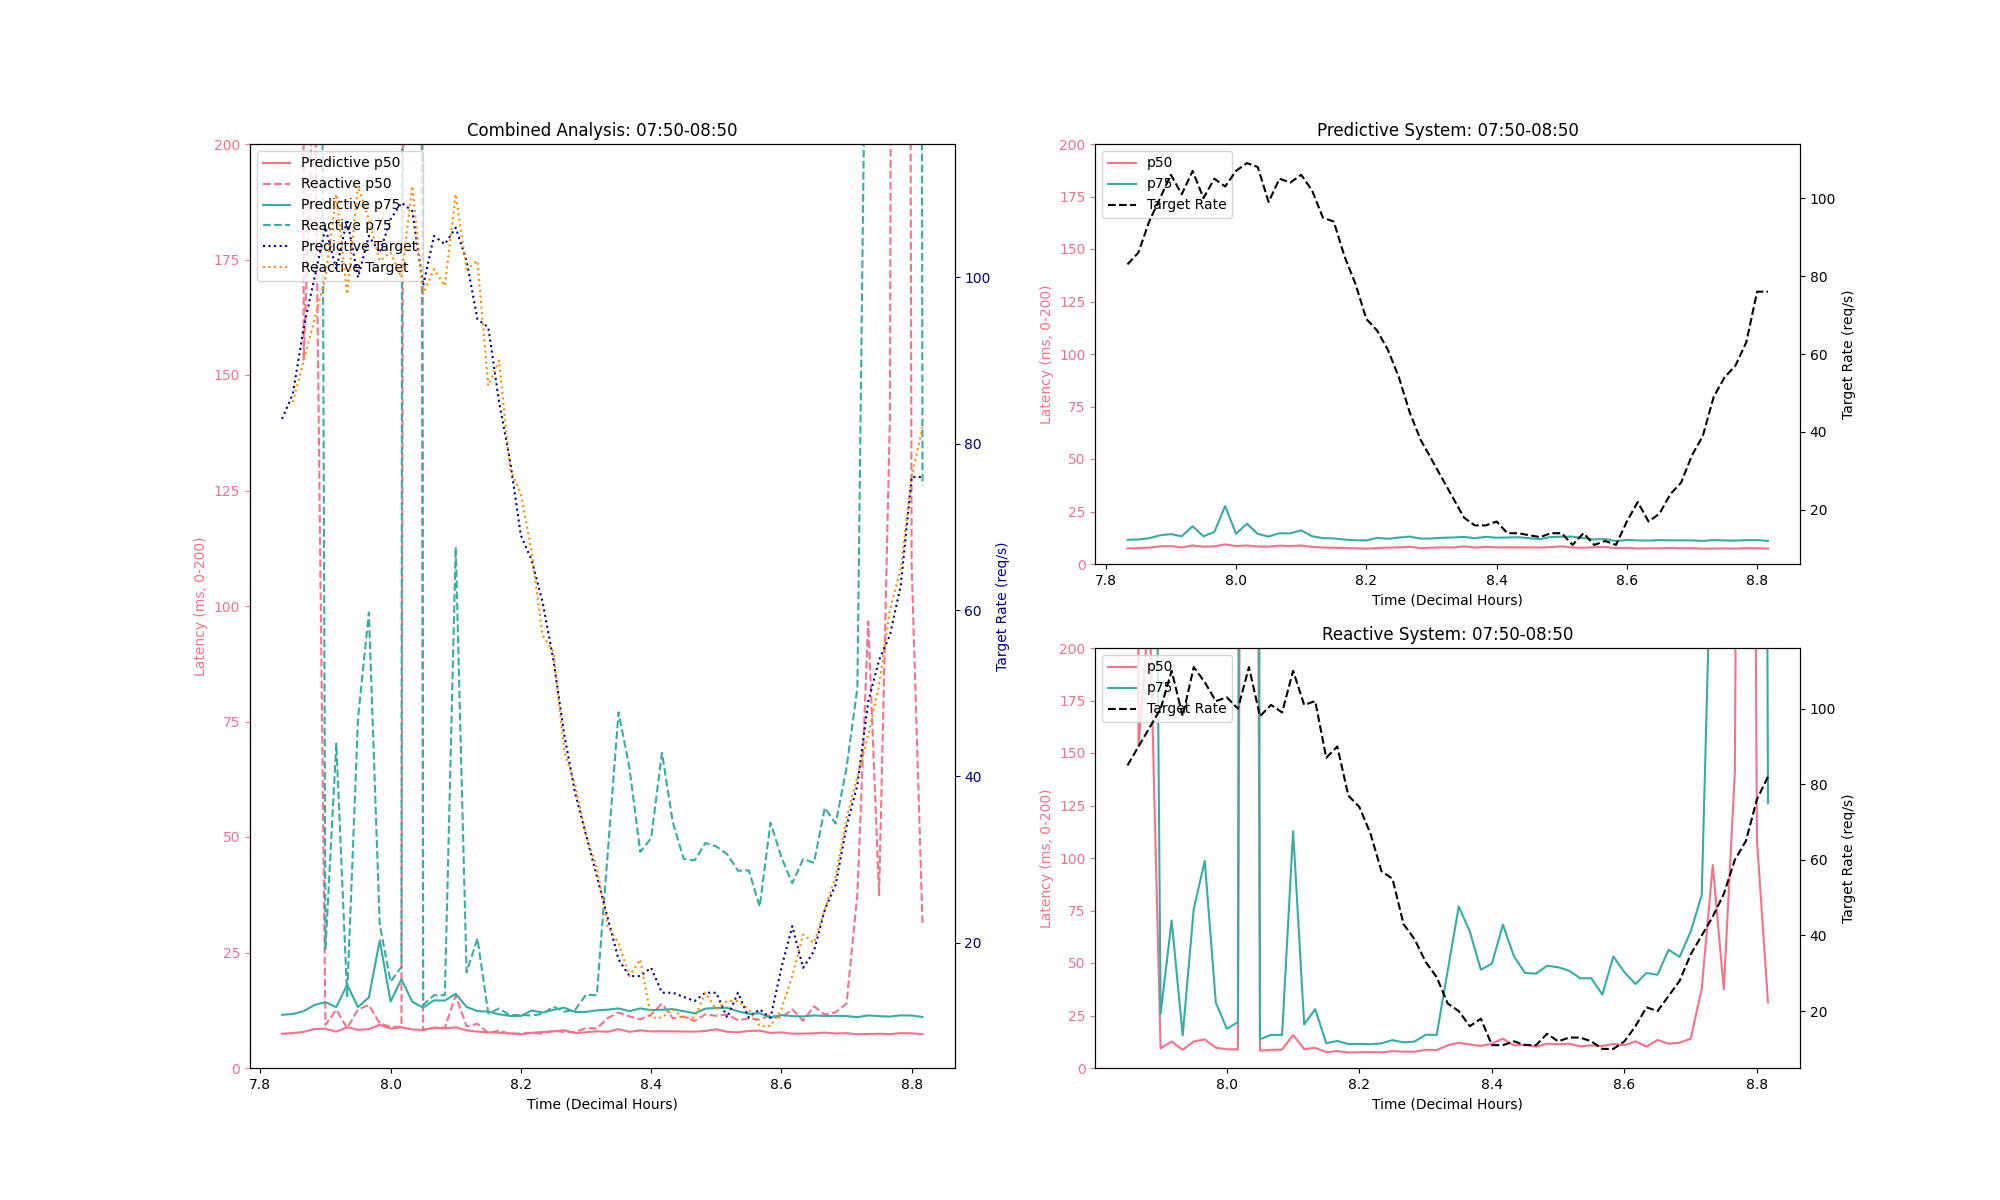 Combined Analysis: 07:50-08:50
200
175
150
125
100
75
50
25
0
Latency (ms, 0-200)
Predictive p50
Reactive p50
Predictive p75
Reactive p75
Predictive Target
Reactive Target
100
80
60
40
20
Target Rate (req/s)
7.8 8.0 8.2 8.4 8.6 8.8
Time (Decimal Hours)
Predictive System: 07:50-08:50
200
175
150
125
100
75
50
25
0
Latency (ms, 0-200)
p50
p75
Target Rate
100
80
60
40
20
Target Rate (req/s)
7.8 8.0 8.2 8.4 8.6 8.8
Time (Decimal Hours)
Reactive System: 07:50-08:50
200
175
150
125
100
75
50
25
0
Latency (ms, 0-200)
p50
p75
Target Rate
100
80
60
40
20
Target Rate (req/s)
8.0 8.2 8.4 8.6 8.8
Time (Decimal Hours)